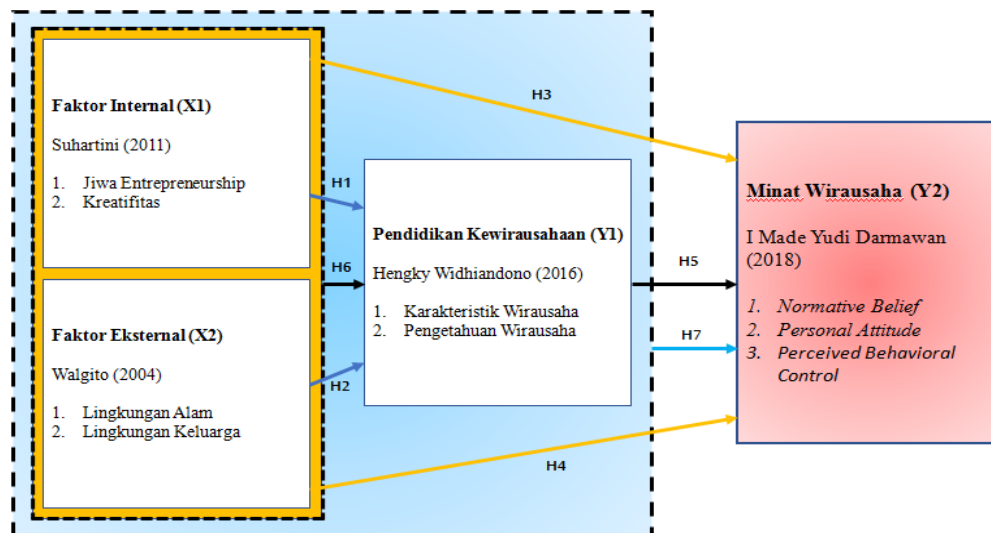 Faktor Internal (X1)
Suhartini (2011)
1. Jiwa Entrepreneurship
2. Kreatifitas
Faktor Eksternal (X2)
Walgito (2004)
1. Lingkungan Alam
2. Lingkungan Keluarga
H1
H6
H2
H3
Pendidikan Kewirausahaan (Y1)
Hengky Widhiandono (2016)
1. Karakteristik Wirausaha
2. Pengetahuan Wirausaha
H5
H7
H4
Minat Wirausaha (Y2)
I Made Yudi Darmawan
(2018)
1. Normative Belief
2. Personal Attitude
3. Perceived Behavioral
Control